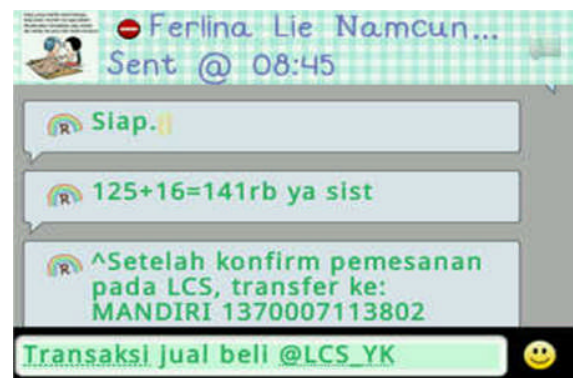 Ferlina Lie Namcun...
Sent @ 08:45
Siap.
125+16=141rb ya sist
^Setelah konfirm pemesanan
pada LCS, transfer ke:
MANDIRI 1370007113802
Transaksi jual beli @LCS_YK